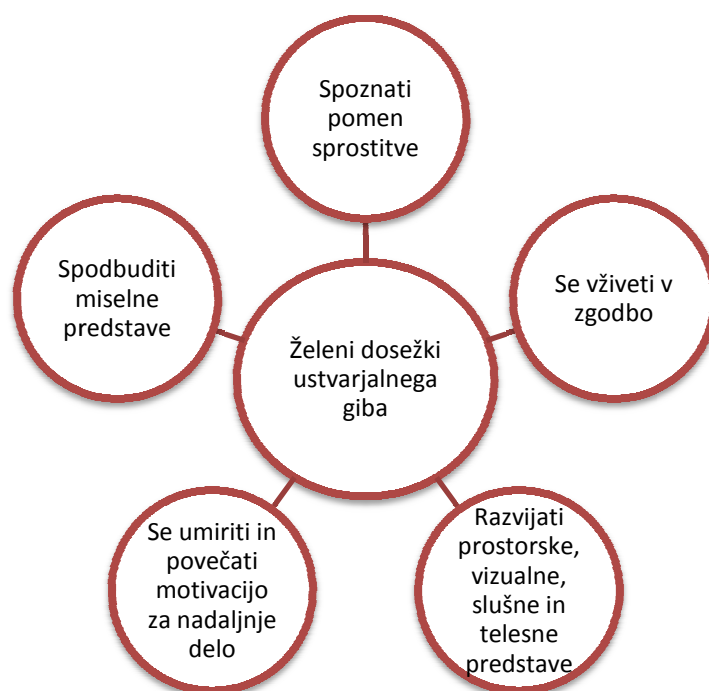 Spoznati
pomen
sprostitve
Spodbuditi
miselne
predstave
Se vživeti v
zgodbo
Želeni dosežki
ustvarjalnega
giba
Se umiriti in
povečati
motivacijo
za nadaljnje
delo
Razvijati
prostorske,
vizualne,
slušne in
telesne
predstave